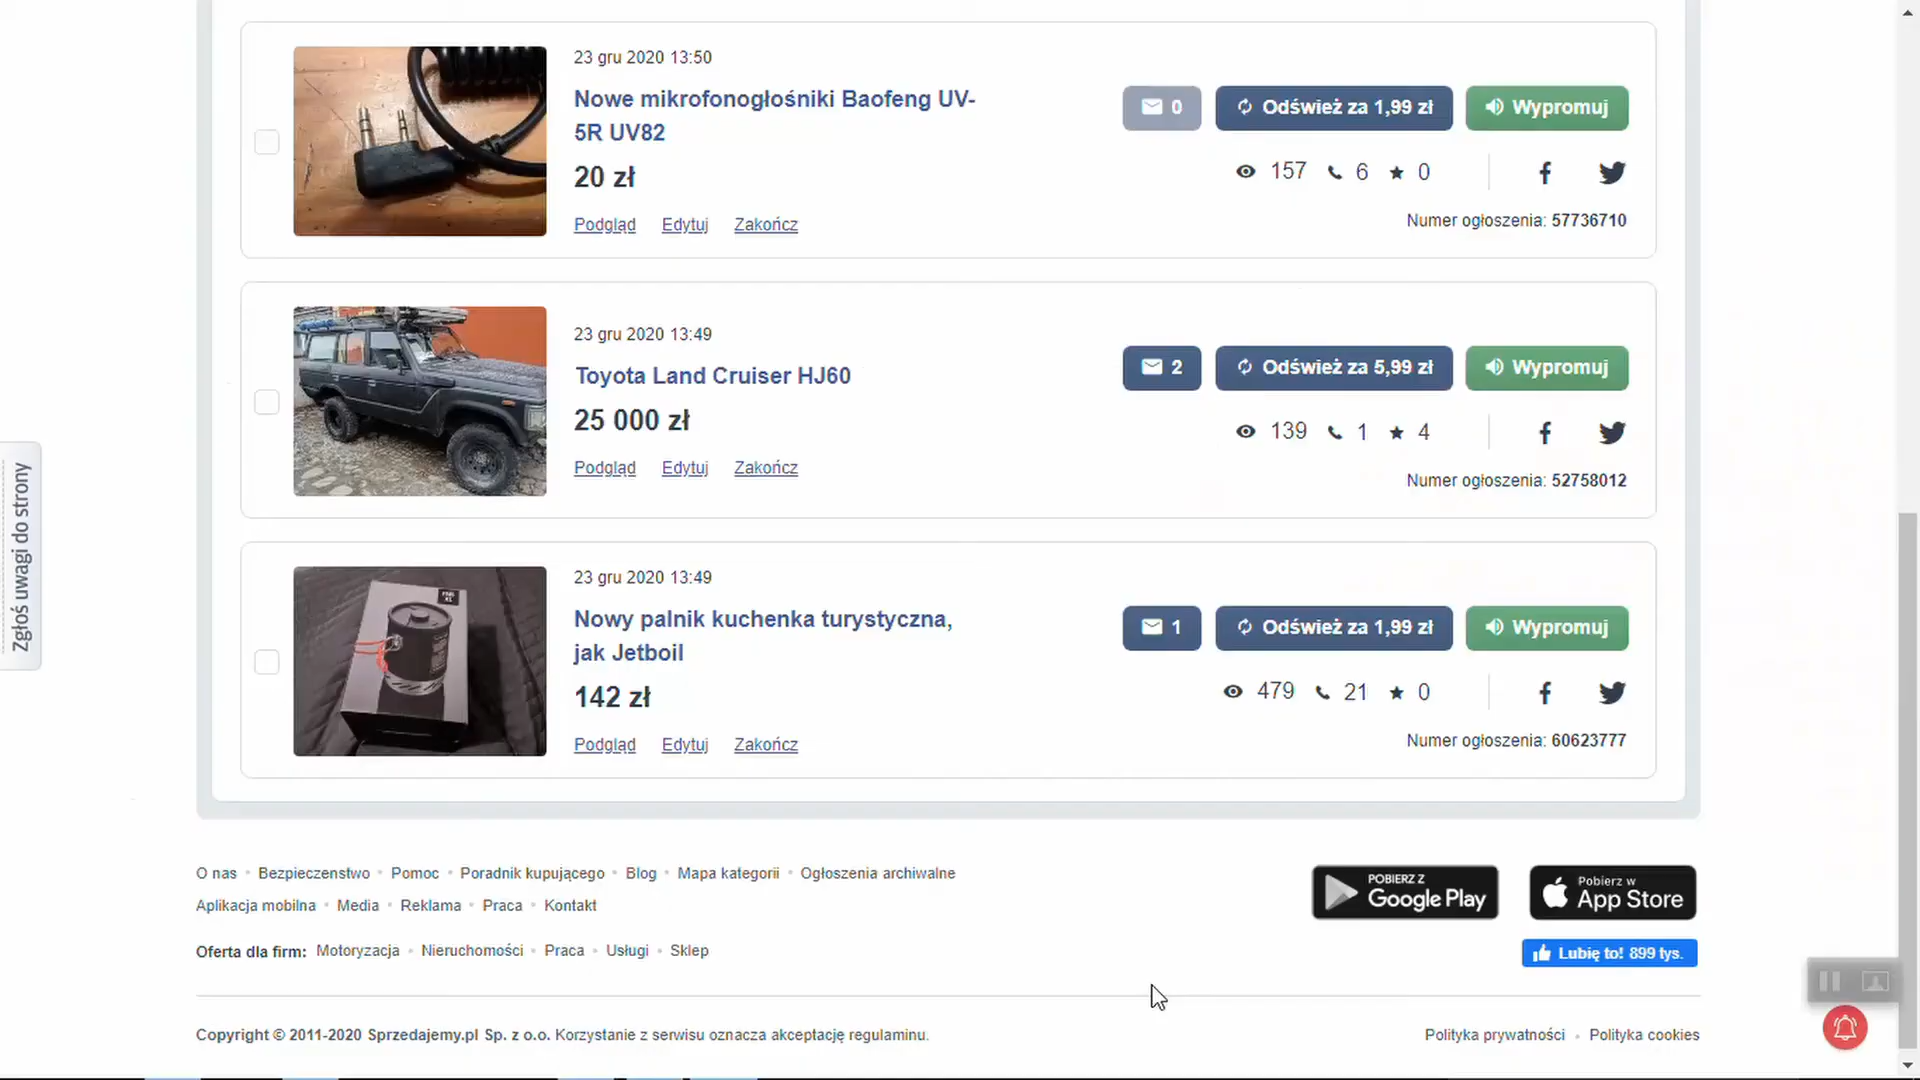 23 gru 2020 13:50
Nowe mikrofonogłośniki Baofeng UV-
5R UV82
20 zł
Podgląd Edytuj Zakończ
0 Odśwież za 1,99 zł Wypromuj
157 6 0
Numer ogłoszenia: 57736710
23 gru 2020 13:49
Toyota Land Cruiser HJ60
25 000 zł
Podgląd Edytuj Zakończ
2 Odśwież za 5,99 zł Wypromuj
139 1 4
Numer ogłoszenia: 52758012
Zgłoś uwagi do strony
23 gru 2020 13:49
Nowy palnik kuchenka turystyczna,
jak Jetboil
142 zł
Podgląd Edytuj Zakończ
1 Odśwież za 1,99 zł Wypromuj
479 21 0
Numer ogłoszenia: 60623777
O nas • Bezpieczenstwo • Pomoc • Poradnik kupującego • Blog • Mapa kategorii • Ogłoszenia archiwalne
Aplikacja mobilna • Media • Reklama • Praca • Kontakt
Oferta dla firm: Motoryzacja • Nieruchomości • Praca • Usługi • Sklep
POBIERZ Z
Google Play
Pobierz w
App Store
Lubię to! 899 tys.
Copyright © 2011-2020 Sprzedajemy.pl Sp. z o.o. Korzystanie z serwisu oznacza akceptację regulaminu.
Polityka prywatności • Polityka cookies